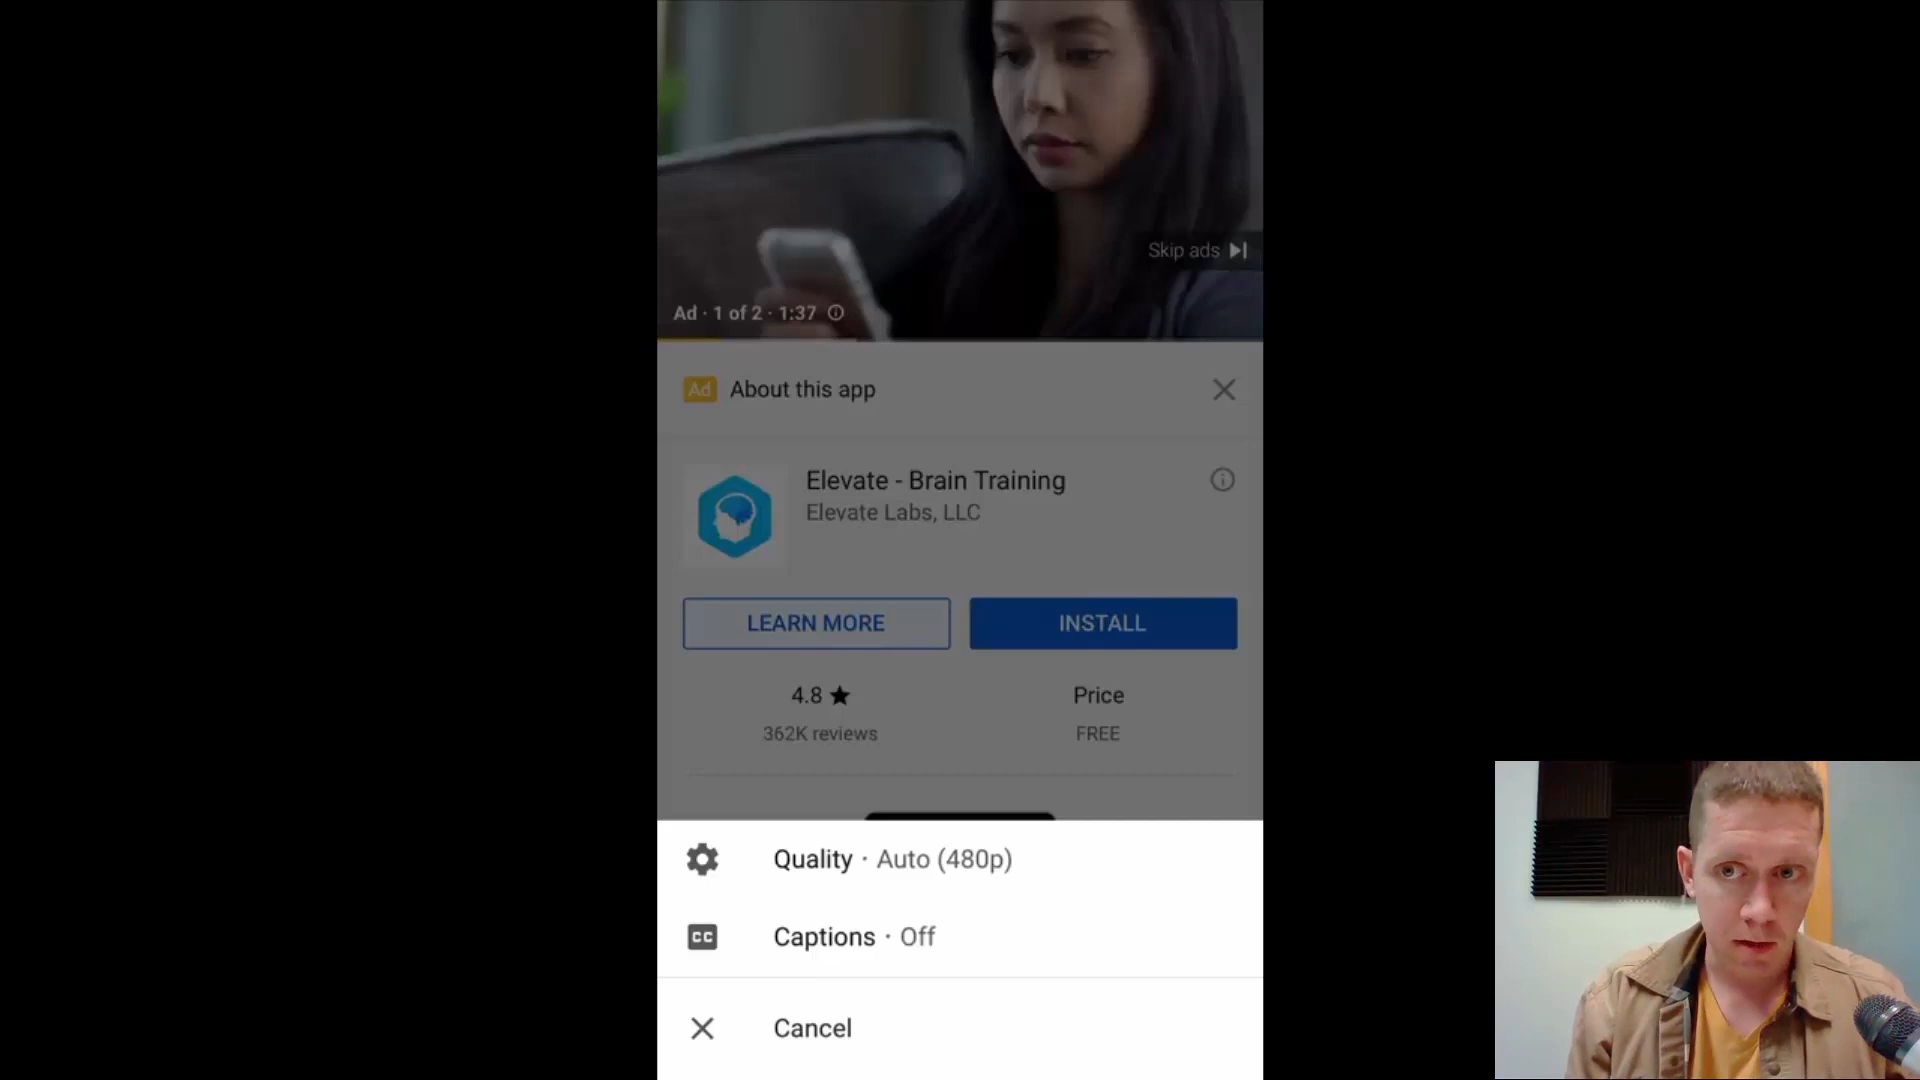 Skip ads
Ad · 1 of 2 · 1:37
Ad About this app
Elevate - Brain Training
Elevate Labs, LLC
LEARN MORE INSTALL
4.8 ★ Price
362K reviews FREE
Quality · Auto (480p)
CC Captions · Off
Cancel